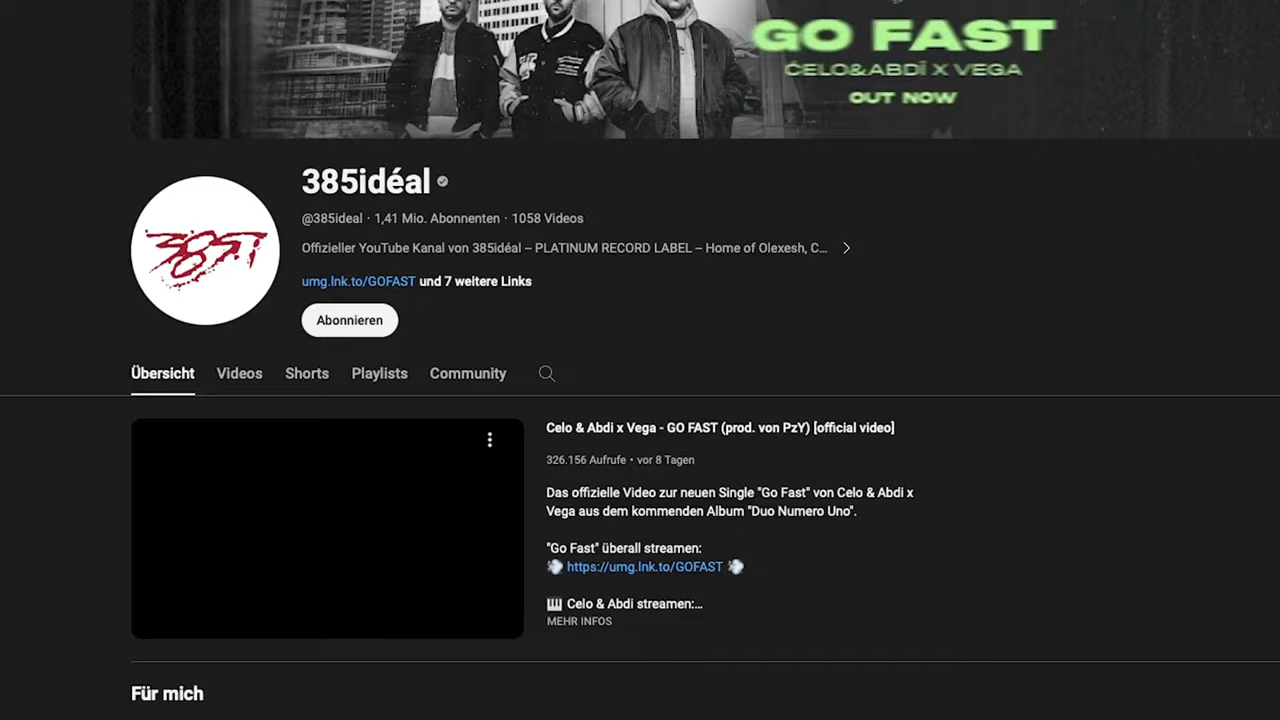 GO FAST
ĆELO&ABDÏ X VEGA
OUT NOW
385idéal
385i
@385ideal · 1,41 Mio. Abonnenten · 1058 Videos
Offizieller YouTube Kanal von 385idéal – PLATINUM RECORD LABEL – Home of Olexesh, C...
umg.lnk.to/GOFAST und 7 weitere Links
Abonnieren
Übersicht Videos Shorts Playlists Community
Celo & Abdi x Vega - GO FAST (prod. von PzY) [official video]
326.156 Aufrufe • vor 8 Tagen
Das offizielle Video zur neuen Single "Go Fast" von Celo & Abdi x
Vega aus dem kommenden Album "Duo Numero Uno".
"Go Fast" überall streamen:
💨 https://umg.lnk.to/GOFAST 💨
🎹 Celo & Abdi streamen:...
MEHR INFOS
Für mich